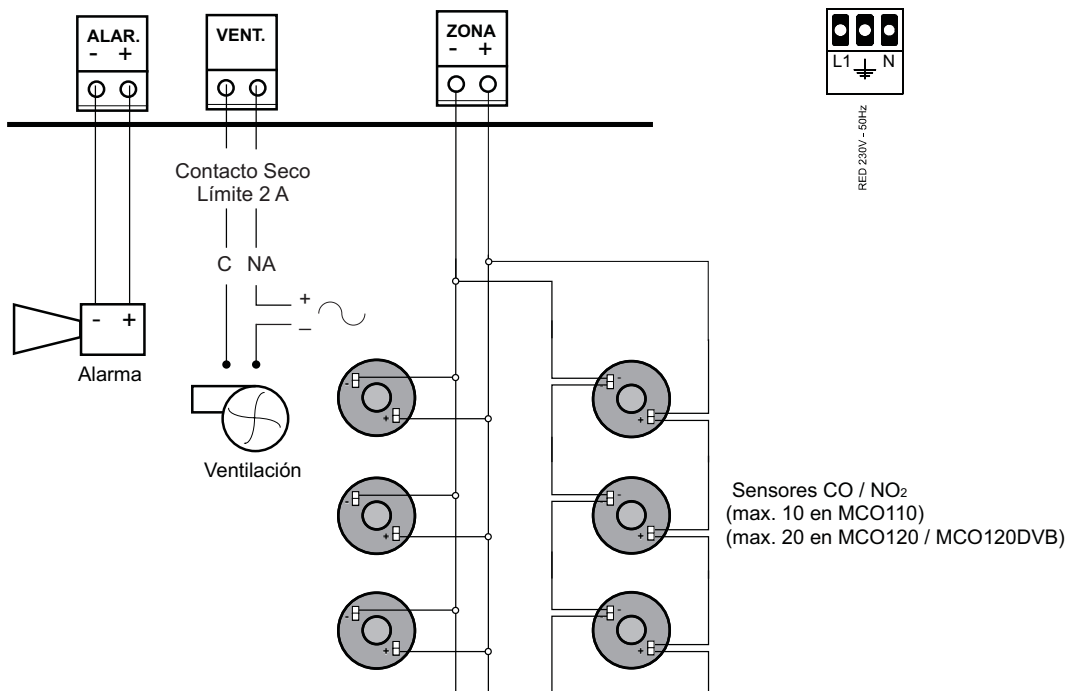 ALAR.
- +
VENT.
ZONA
- +
L1 N
RED 230V - 50Hz
Contacto Seco
Límite 2 A
C NA
+
–
- +
Alarma
Ventilación
-
+
-
+
-
+
-
+
-
+
-
+
Sensores CO / NO2
(max. 10 en MCO110)
(max. 20 en MCO120 / MCO120DVB)